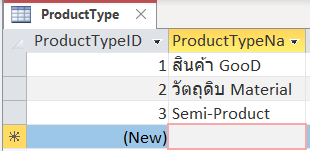 ProductType
ProductTypeID ProductTypeNa
1 สินค้า GooD
2 วัตถุดิบ Material
3 Semi-Product
(New)